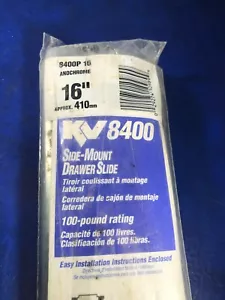 8400P 16
ANOCHROME
16"
APPROX. 410mm
KV 8400
SIDE-MOUNT
DRAWER SLIDE
Tiroir coulissant à montage
latéral
Corredera de cajón de montaje
lateral
100-pound rating
Capacité de 100 livres.
Clasificación de 100 libras.
Easy Installation Instructions Enclosed